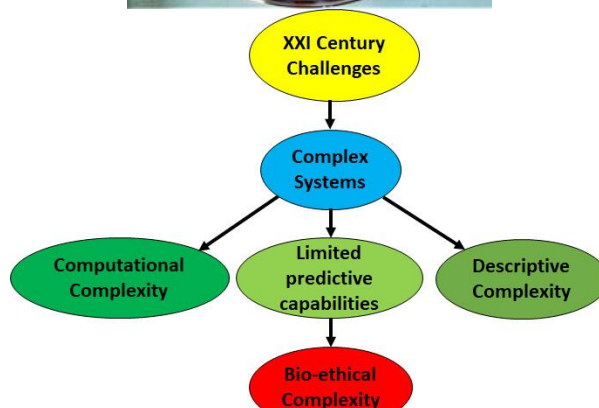 XXI Century
Challenges
Complex
Systems
Computational
Complexity
Limited
predictive
capabilities
Descriptive
Complexity
Bio-ethical
Complexity